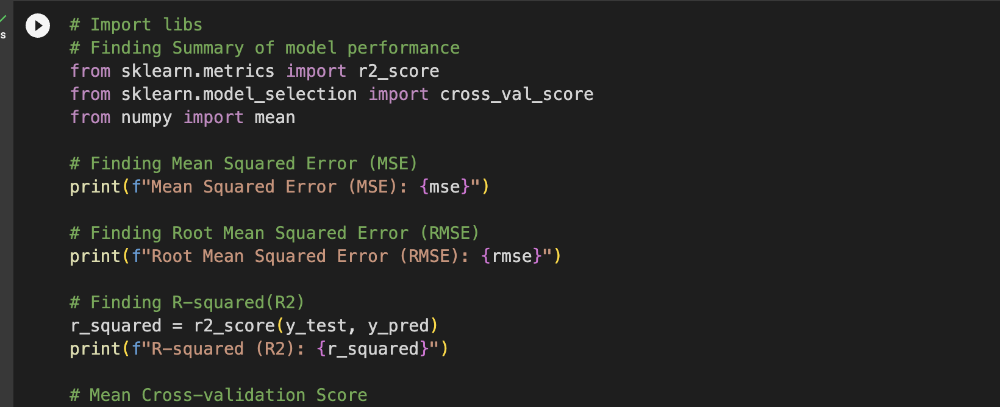 # Import libs
# Finding Summary of model performance
from sklearn.metrics import r2_score
from sklearn.model_selection import cross_val_score
from numpy import mean
# Finding Mean Squared Error (MSE)
print(f"Mean Squared Error (MSE): {mse}")
# Finding Root Mean Squared Error (RMSE)
print(f"Root Mean Squared Error (RMSE): {rmse}")
# Finding R-squared(R2)
r_squared = r2_score(y_test, y_pred)
print(f"R-squared (R2): {r_squared}")
# Mean Cross-validation Score
s